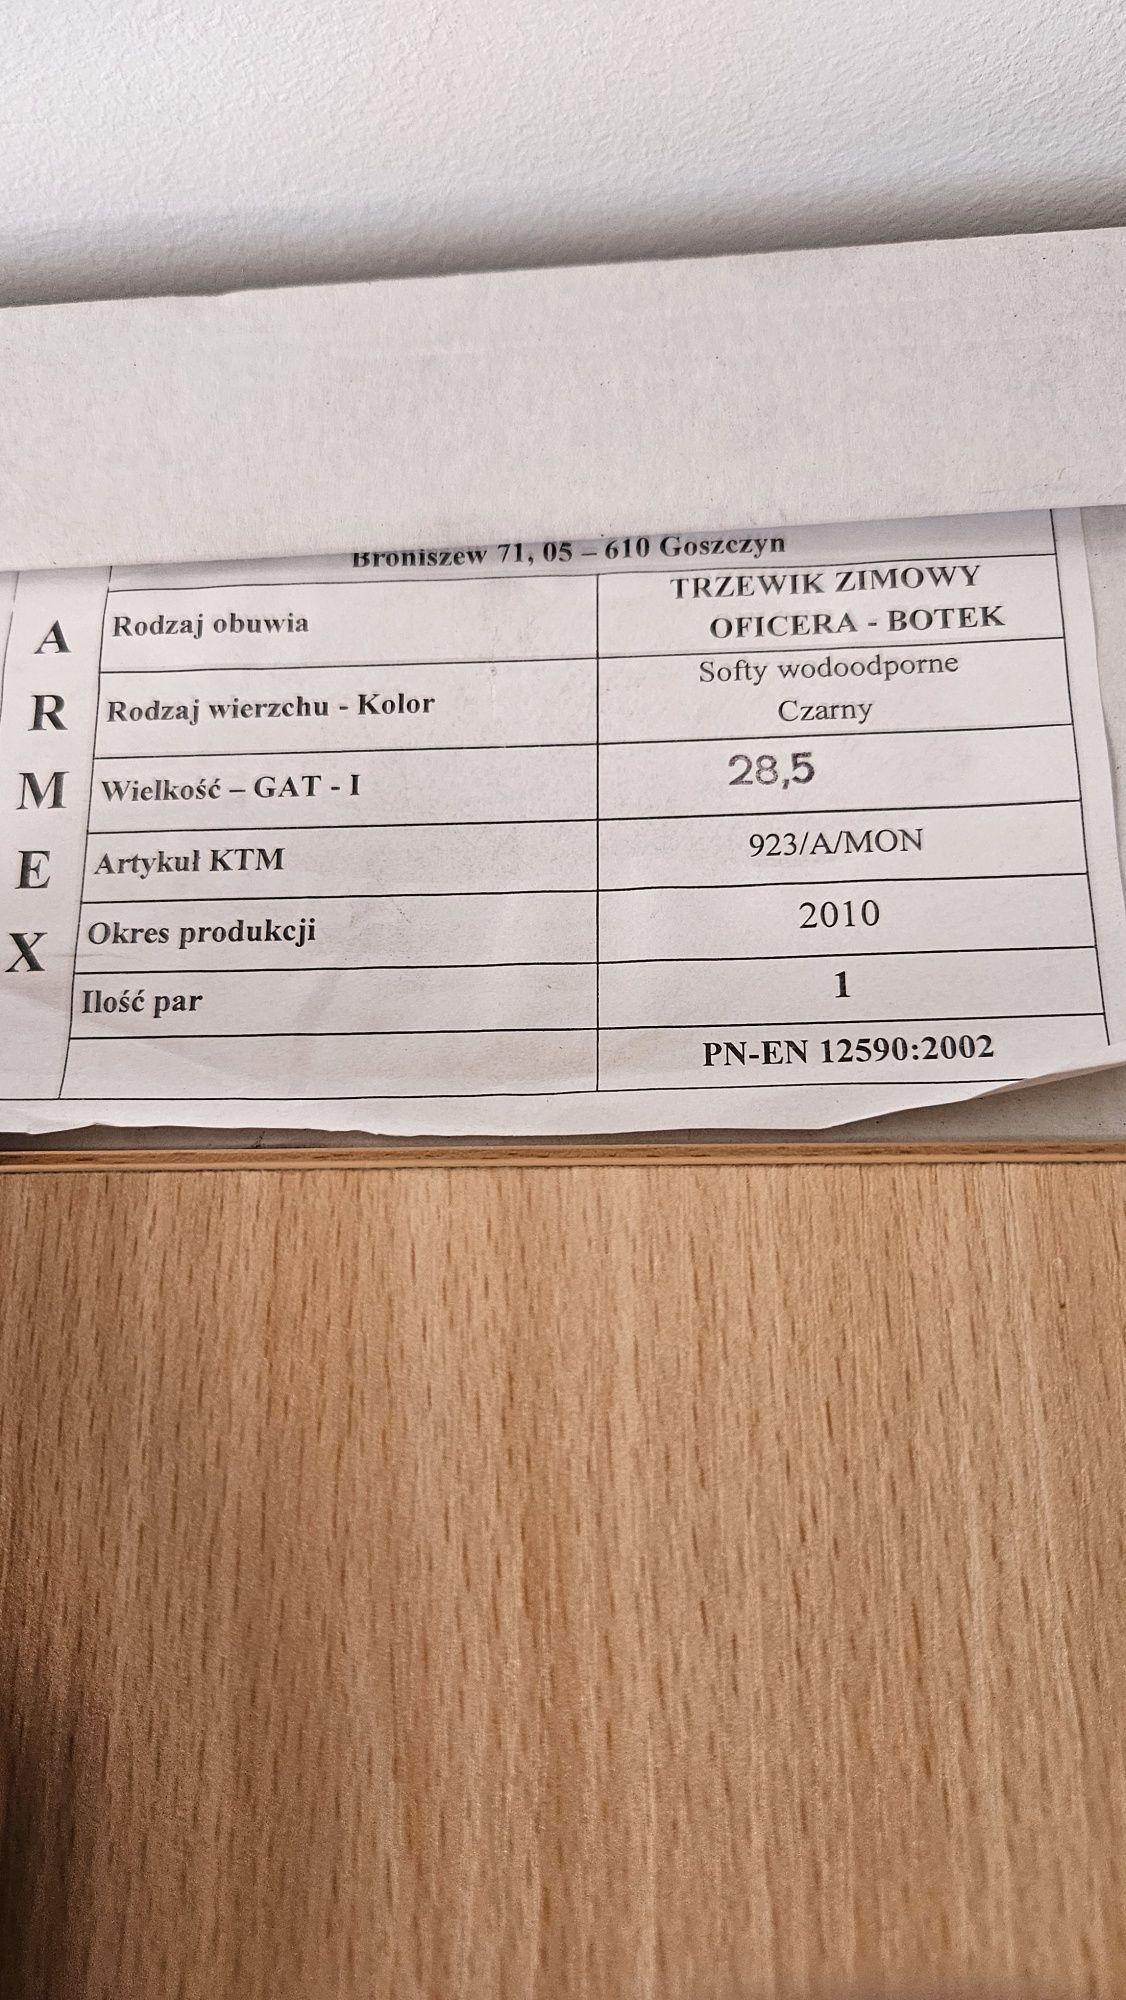 Broniszew 71, 05 – 610 Goszczyn
A R M E X
Rodzaj obuwia
TRZEWIK ZIMOWY
OFICERA - BOTEK
Rodzaj wierzchu - Kolor
Softy wodoodporne
Czarny
Wielkość – GAT - I
28,5
Artykuł KTM
923/A/MON
Okres produkcji
2010
Ilość par
1
PN-EN 12590:2002